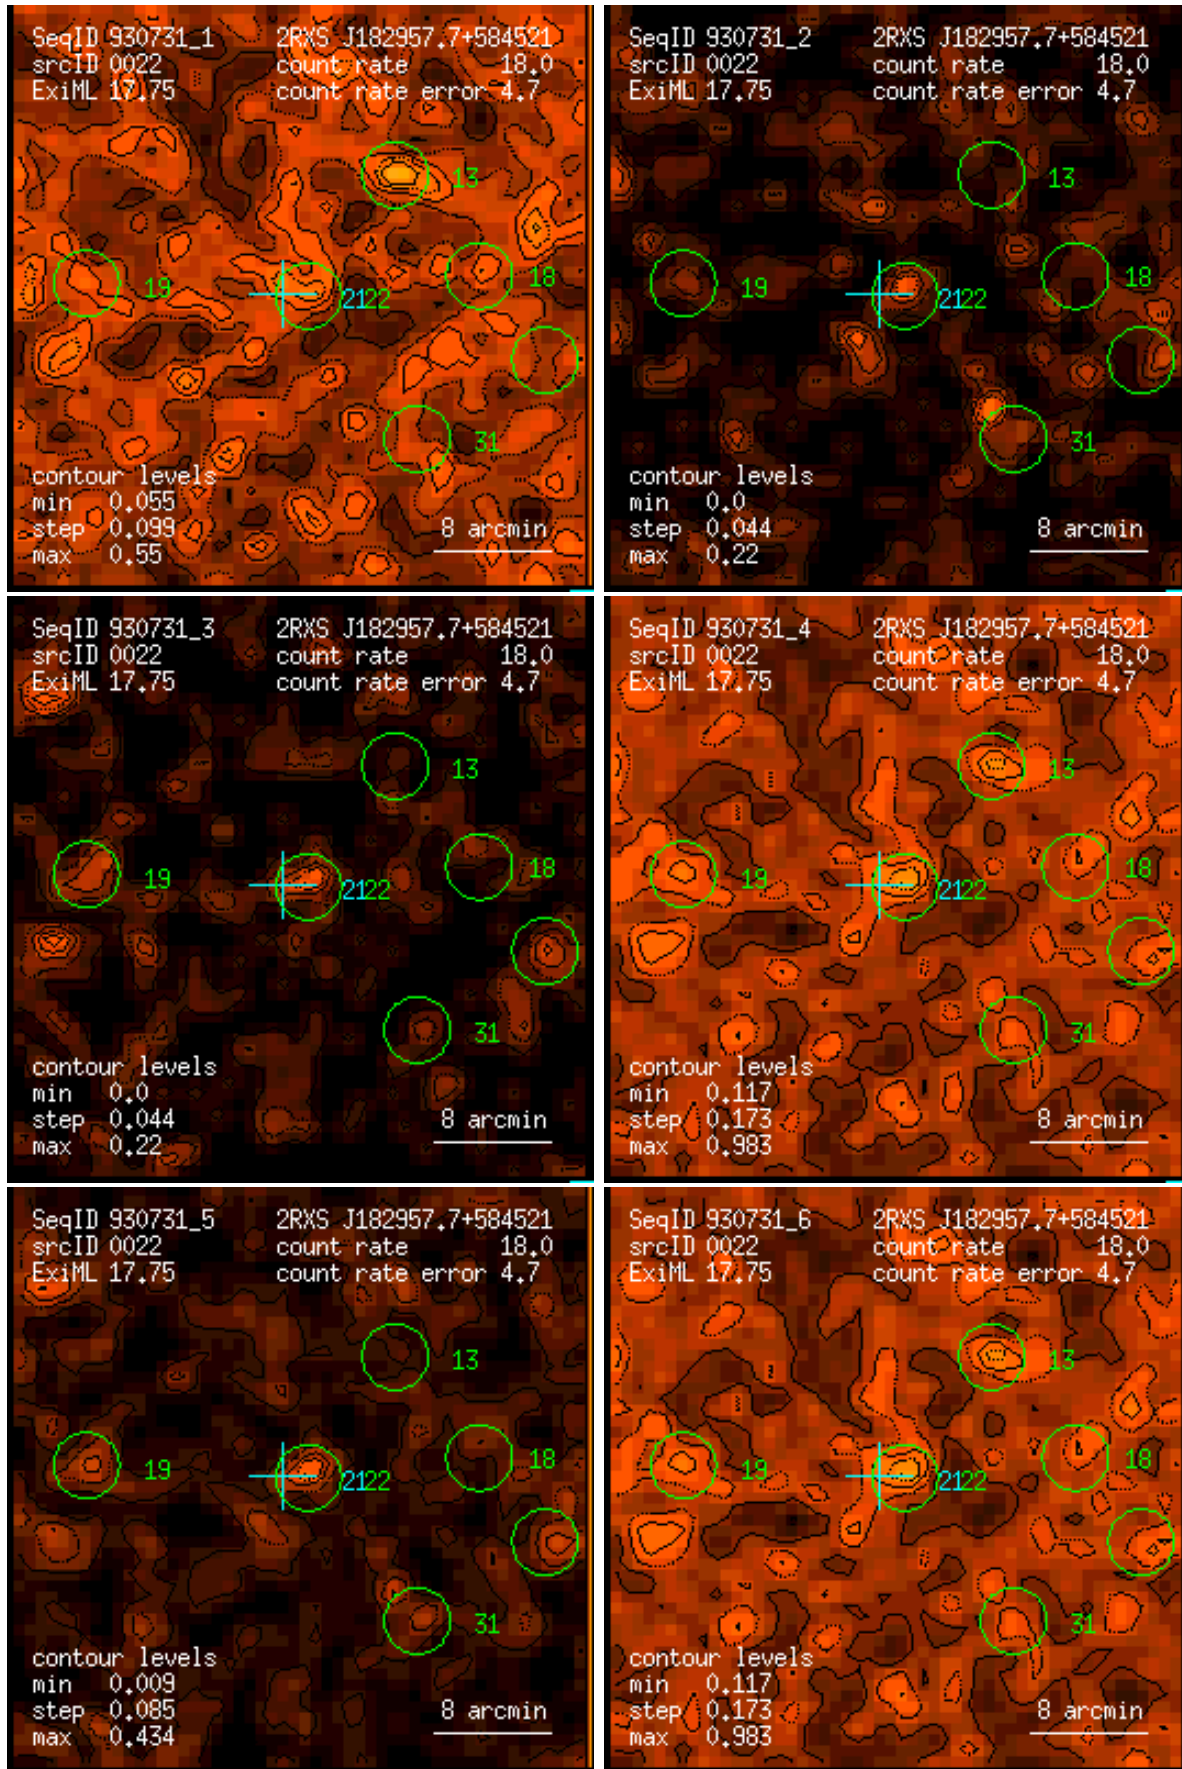 SeqID 930731_1 2RXS J182957.7+584521
srcID 0022 count rate 18.0
ExiML 17.75 count rate error 4.7
13
18
19 2122
31
contour levels
min 0.055
step 0.099 8 arcmin
max 0.55
SeqID 930731_2 2RXS J182957.7+584521
srcID 0022 count rate 18.0
ExiML 17.75 count rate error 4.7
13
18
19 2122
31
contour levels
min 0.0
step 0.044 8 arcmin
max 0.22
SeqID 930731_3 2RXS J182957.7+584521
srcID 0022 count rate 18.0
ExiML 17.75 count rate error 4.7
13
18
19 2122
31
contour levels
min 0.0
step 0.044 8 arcmin
max 0.22
SeqID 930731_4 2RXS J182957.7+584521
srcID 0022 count rate 18.0
ExiML 17.75 count rate error 4.7
13
18
19 2122
31
contour levels
min 0.117
step 0.173 8 arcmin
max 0.983
SeqID 930731_5 2RXS J182957.7+584521
srcID 0022 count rate 18.0
ExiML 17.75 count rate error 4.7
13
18
19 2122
31
contour levels
min 0.009
step 0.085 8 arcmin
max 0.434
SeqID 930731_6 2RXS J182957.7+584521
srcID 0022 count rate 18.0
ExiML 17.75 count rate error 4.7
13
18
19 2122
31
contour levels
min 0.117
step 0.173 8 arcmin
max 0.983